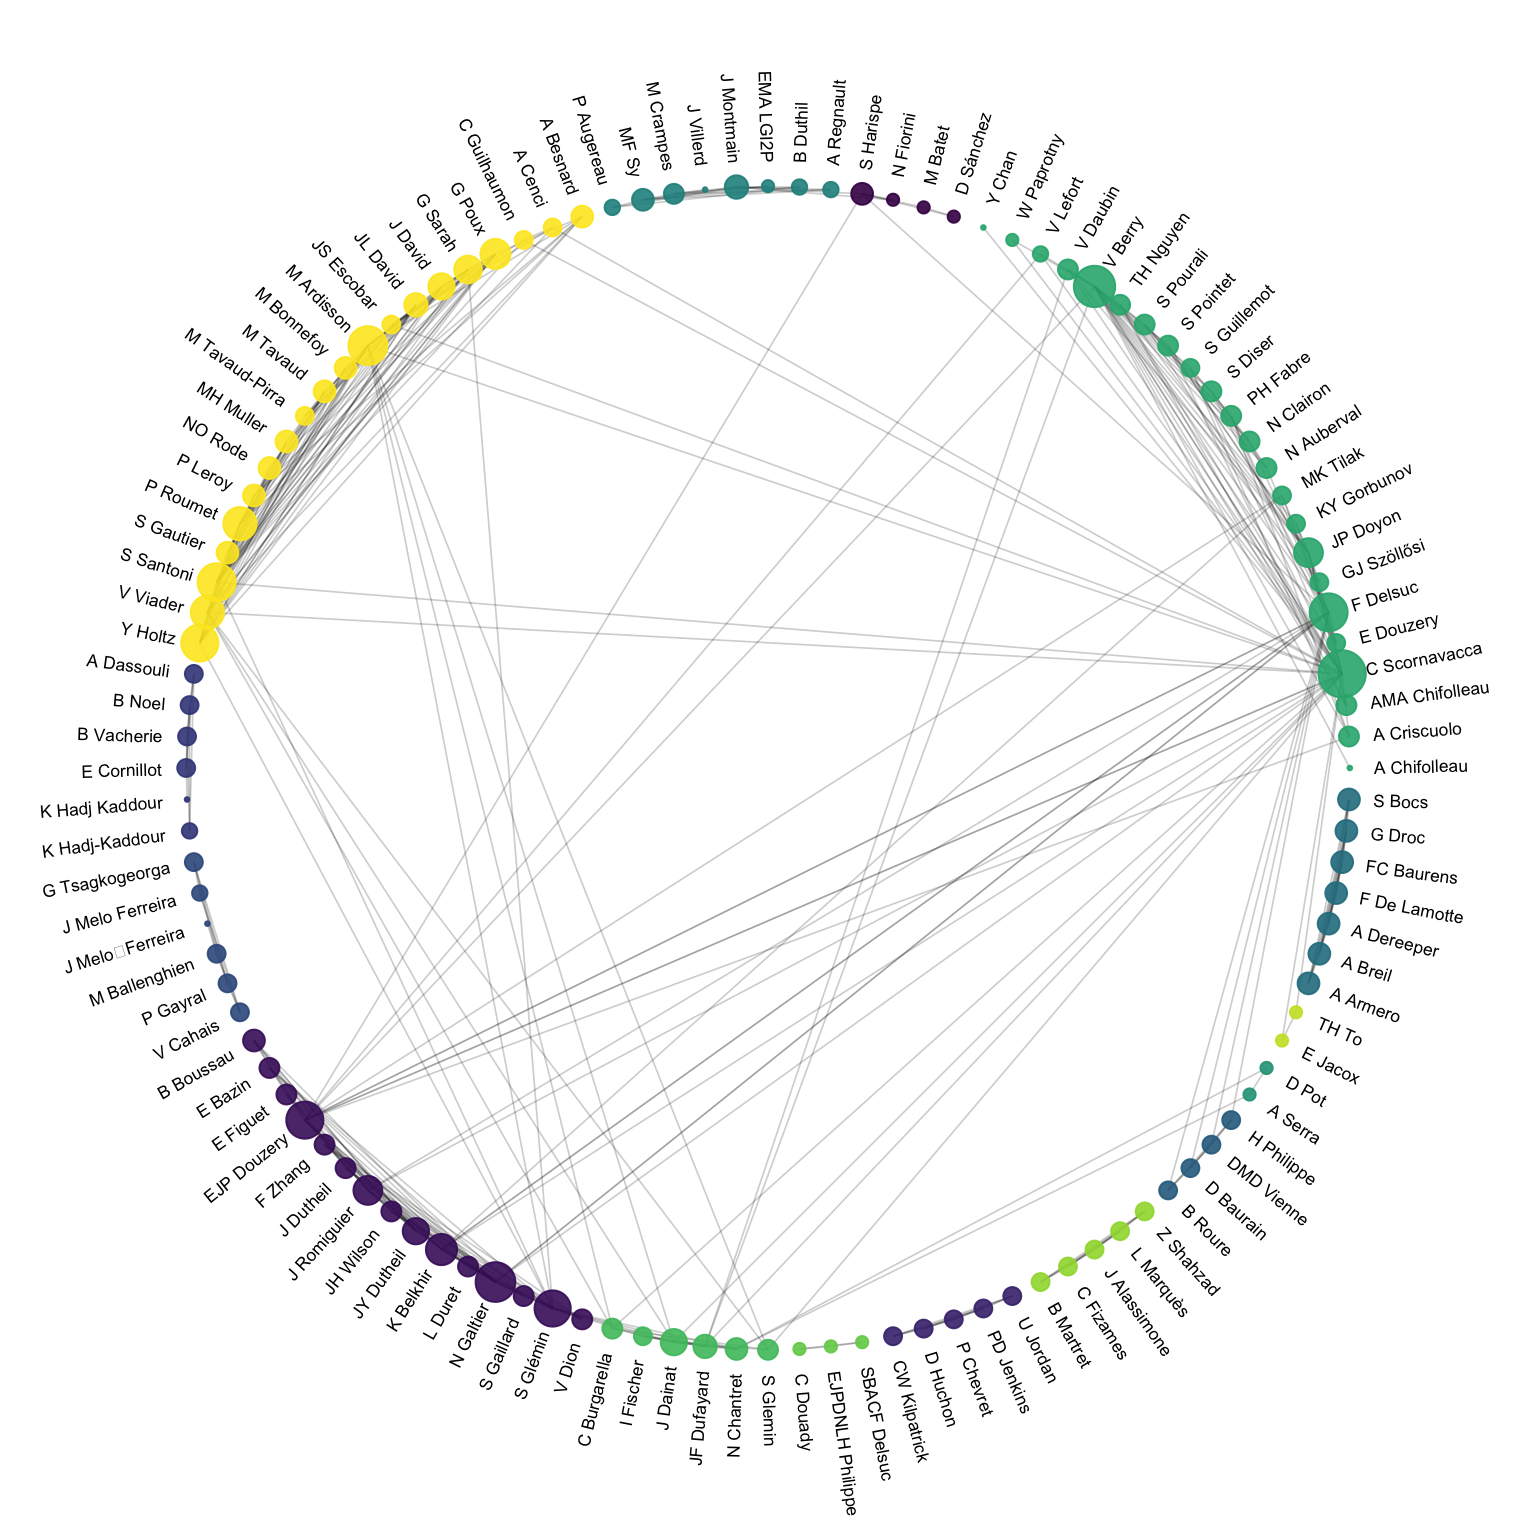 P Augereau
MF Sy
M Crampes
J Villerd
J Montmain
EMA LGI2P
B Duthil
A Regnault
S Harispe
N Fiorini
M Batet
D Sánchez
Y Chan
W Paprotny
V Lefort
V Daubin
V Berry
TH Nguyen
S Pourali
S Pointet
S Guillemot
S Diser
PH Fabre
N Clairon
N Auberval
MK Tilak
KY Gorbunov
JP Doyon
GJ Szöllősi
F Delsuc
E Douzery
C Scornavacca
AMA Chifolleau
A Criscuolo
A Chifolleau
S Bocs
G Droc
FC Baurens
F De Lamotte
A Dereeper
A Breil
A Armero
TH To
E Jacox
D Pot
A Serra
H Philippe
DMD Vienne
D Baurain
B Roure
Z Shahzad
L Marquès
J Alassimone
C Fizames
B Martret
U Jordan
PD Jenkins
P Chevret
D Huchon
CW Kilpatrick
SBACF Delsuc
EJPDNLH Philippe
C Douady
S Glemin
N Chantret
JF Dufayard
J Dainat
I Fischer
C Burgarella
V Dion
S Glémin
S Gaillard
N Galtier
L Duret
K Belkhir
JY Dutheil
JH Wilson
J Romiguier
J Dutheil
F Zhang
EJP Douzery
E Figuet
E Bazin
B Boussau
V Cahais
P Gayral
M Ballenghien
J Melo□Ferreira
J Melo Ferreira
G Tsagkogeorga
K Hadj-Kaddour
K Hadj Kaddour
E Cornillot
B Vacherie
B Noel
A Dassouli
Y Holtz
V Viader
S Santoni
S Gautier
P Roumet
P Leroy
NO Rode
MH Muller
M Tavaud-Pirra
M Tavaud
M Bonnefoy
M Ardisson
JS Escobar
JL David
J David
G Sarah
G Poux
C Guilhaumon
A Cenci
A Besnard